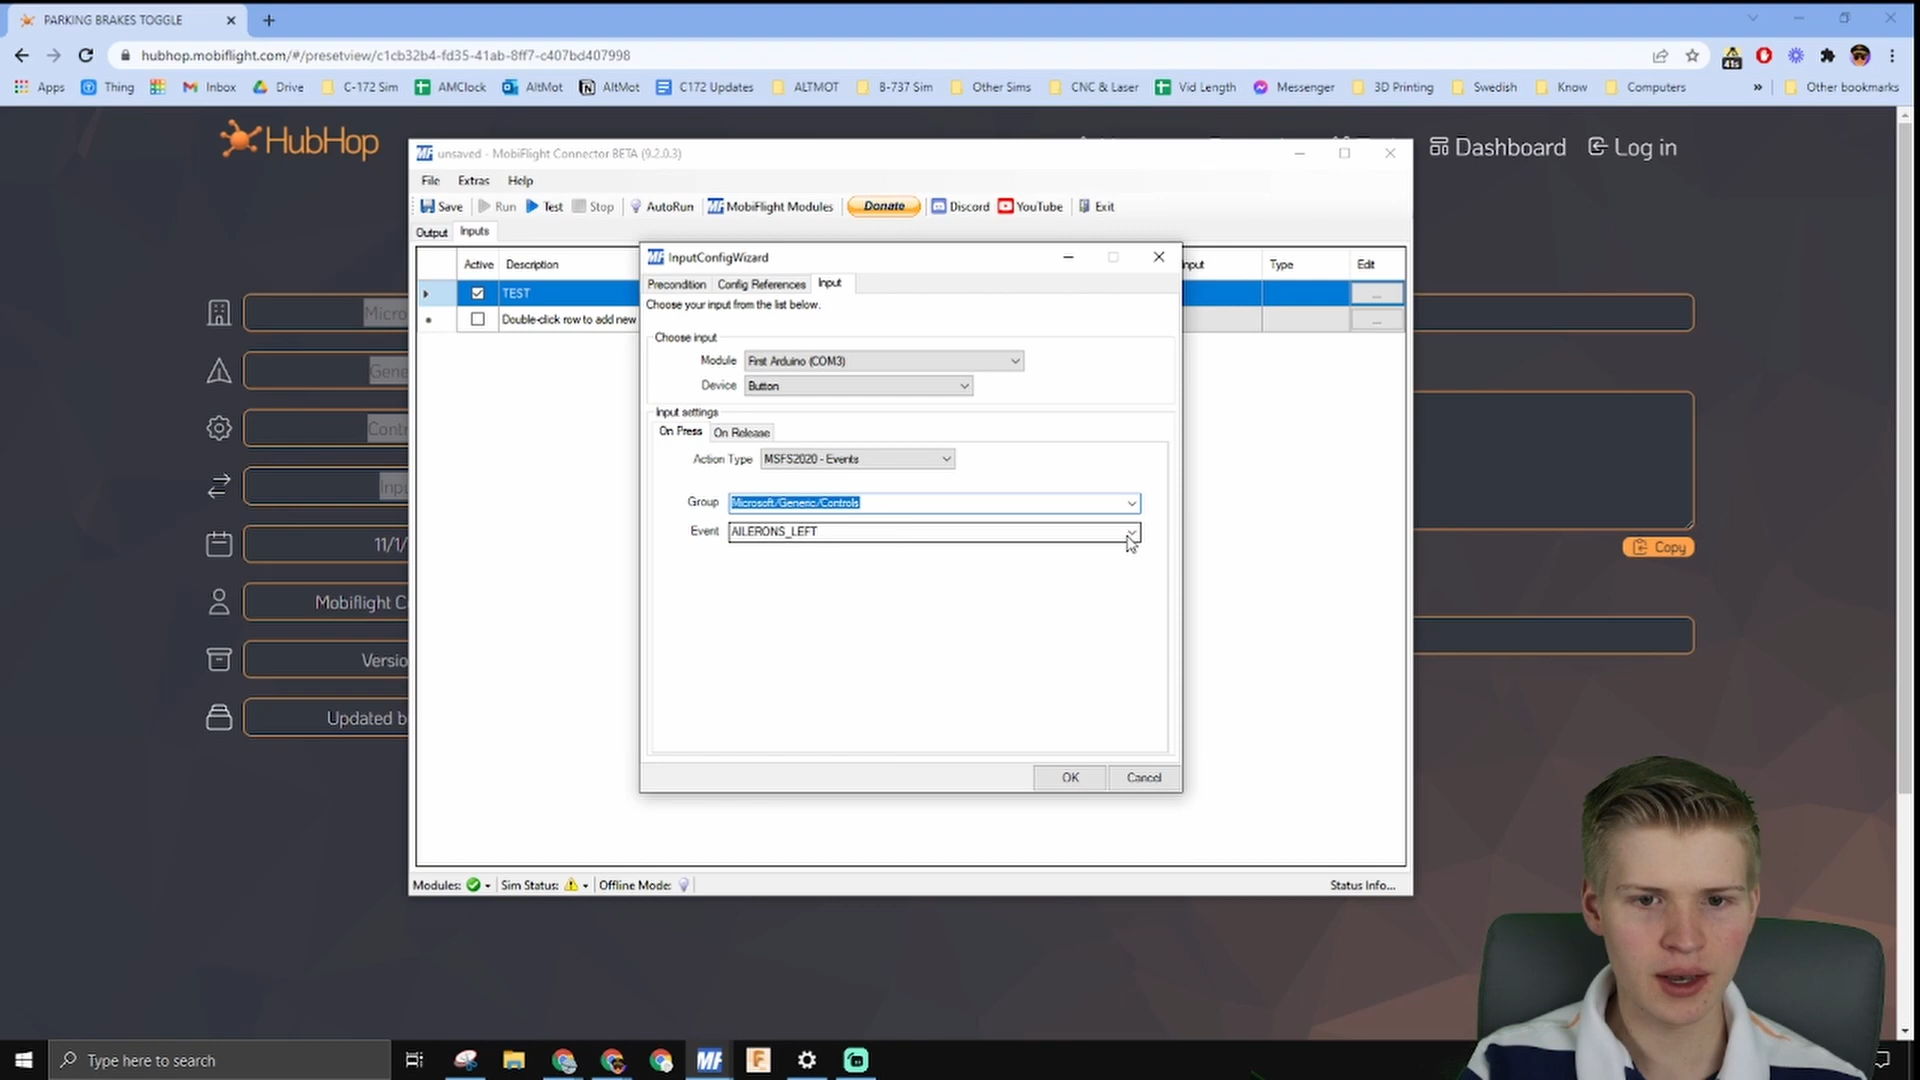 PARKING BRAKES TOGGLE
hubhop.mobiflight.com/#/presetview/c1cb32b4-fd35-41ab-8ff7-c407bd407998
41s
Apps Thing Inbox Drive C-172 Sim AMClock AltMot AltMot C172 Updates ALTMOT B-737 Sim Other Sims CNC & Laser Vid Length Messenger 3D Printing Swedish Know Computers » Other bookmarks
HubHop
Dashboard Log in
unsaved - MobiFlight Connector BETA (9.2.0.3)
File Extras Help
Save Run Test Stop AutoRun MobiFlight Modules Donate Discord YouTube Exit
Output Inputs
Active Description Type Edit
TEST ...
Double-click row to add new ...
InputConfigWizard
Precondition Config References Input
Choose your input from the list below.
Choose input
Module First Arduino (COM3)
Device Button
Input settings
On Press On Release
Action Type MSFS2020 - Events
Group Microsoft/Generic/Controls
Event AILERONS_LEFT
OK Cancel
Micro
Gene
Contr
Inpu
11/1/
Mobiflight C
Versio
Updated b
Copy
Modules: Sim Status: Offline Mode: Status Info...
Type here to search